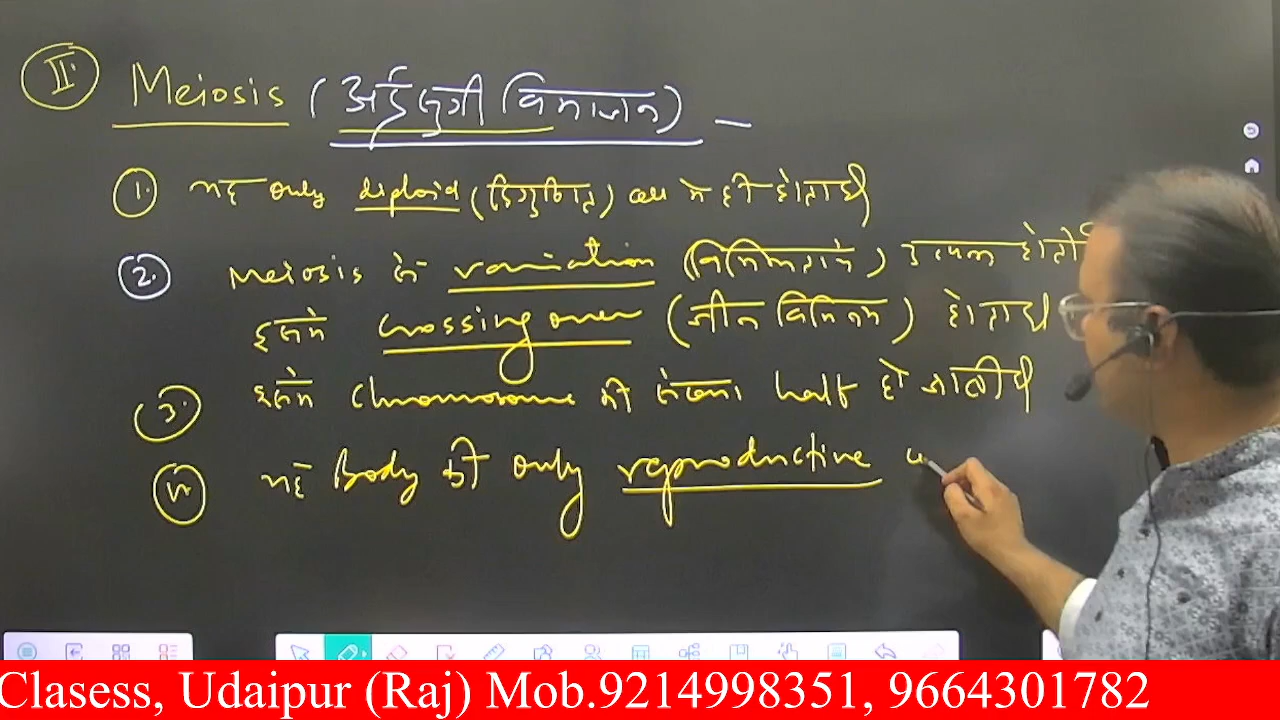 II. Meiosis (अर्द्धसूत्री विभाजन) –
1. यह only diploid (द्विगुणित) cell मे ही होता है
2. Meiosis से variation (विभिन्नताये) उत्पन्न होती
इसमे crossing over (जीन विनिमय) होता है
3. इसमे chromosome की संख्या half हो जाती है
यह Body की only reproductive c
Clasess, Udaipur (Raj) Mob.9214998351, 9664301782